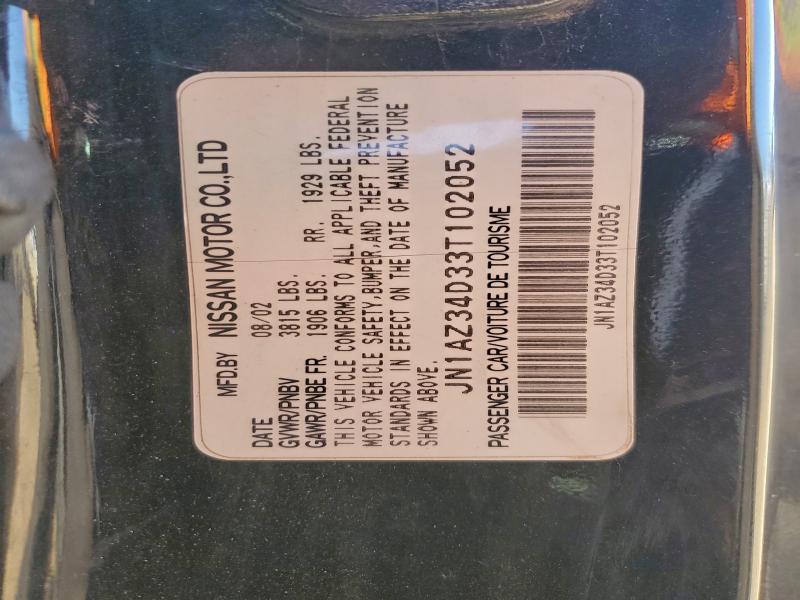 MFD.BY NISSAN MOTOR CO.,LTD
DATE 08/02
GVWR/PNBV 3815 LBS.
GAWR/PNBE FR. 1906 LBS. RR. 1929 LBS.
THIS VEHICLE CONFORMS TO ALL APPLICABLE FEDERAL
MOTOR VEHICLE SAFETY,BUMPER,AND THEFT PREVENTION
STANDARDS IN EFFECT ON THE DATE OF MANUFACTURE
SHOWN ABOVE.
JN1AZ34D33T102052
PASSENGER CAR/VOITURE DE TOURISME
JN1AZ34D33T102052